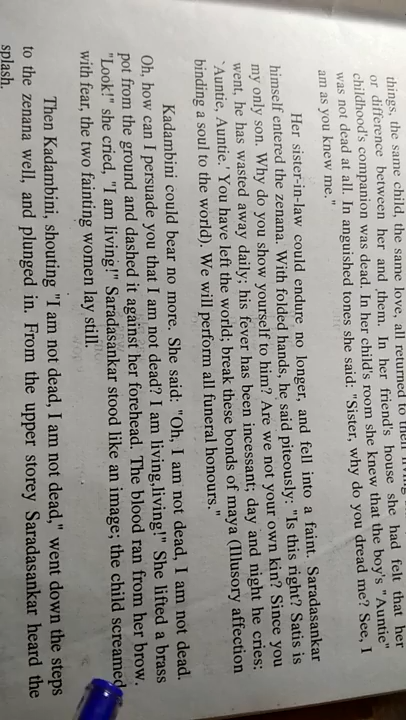 things, the same child, the same love, all returned to their living
or difference between her and them. In her friend's house she had felt that her
childhood's companion was dead. In her child's room she knew that the boy's "Auntie"
was not dead at all. In anguished tones she said: "Sister, why do you dread me? See, I
am as you knew me."
Her sister-in-law could endure no longer, and fell into a faint. Saradasankar
himself entered the zenana. With folded hands, he said piteously: "Is this right? Satis is
my only son. Why do you show yourself to him? Are we not your own kin? Since you
went, he has wasted away daily; his fever has been incessant; day and night he cries:
`Auntie, Auntie.' You have left the world; break these bonds of maya (Illusory affection
binding a soul to the world). We will perform all funeral honours."
Kadambini could bear no more. She said: "Oh, I am not dead, I am not dead.
Oh, how can I persuade you that I am not dead? I am living, living!" She lifted a brass
pot from the ground and dashed it against her forehead. The blood ran from her brow.
"Look!" she cried, "I am living!" Saradasankar stood like an image; the child screamed
with fear, the two fainting women lay still.
Then Kadambini, shouting "I am not dead, I am not dead," went down the steps
to the zenana well, and plunged in. From the upper storey Saradasankar heard the
splash.